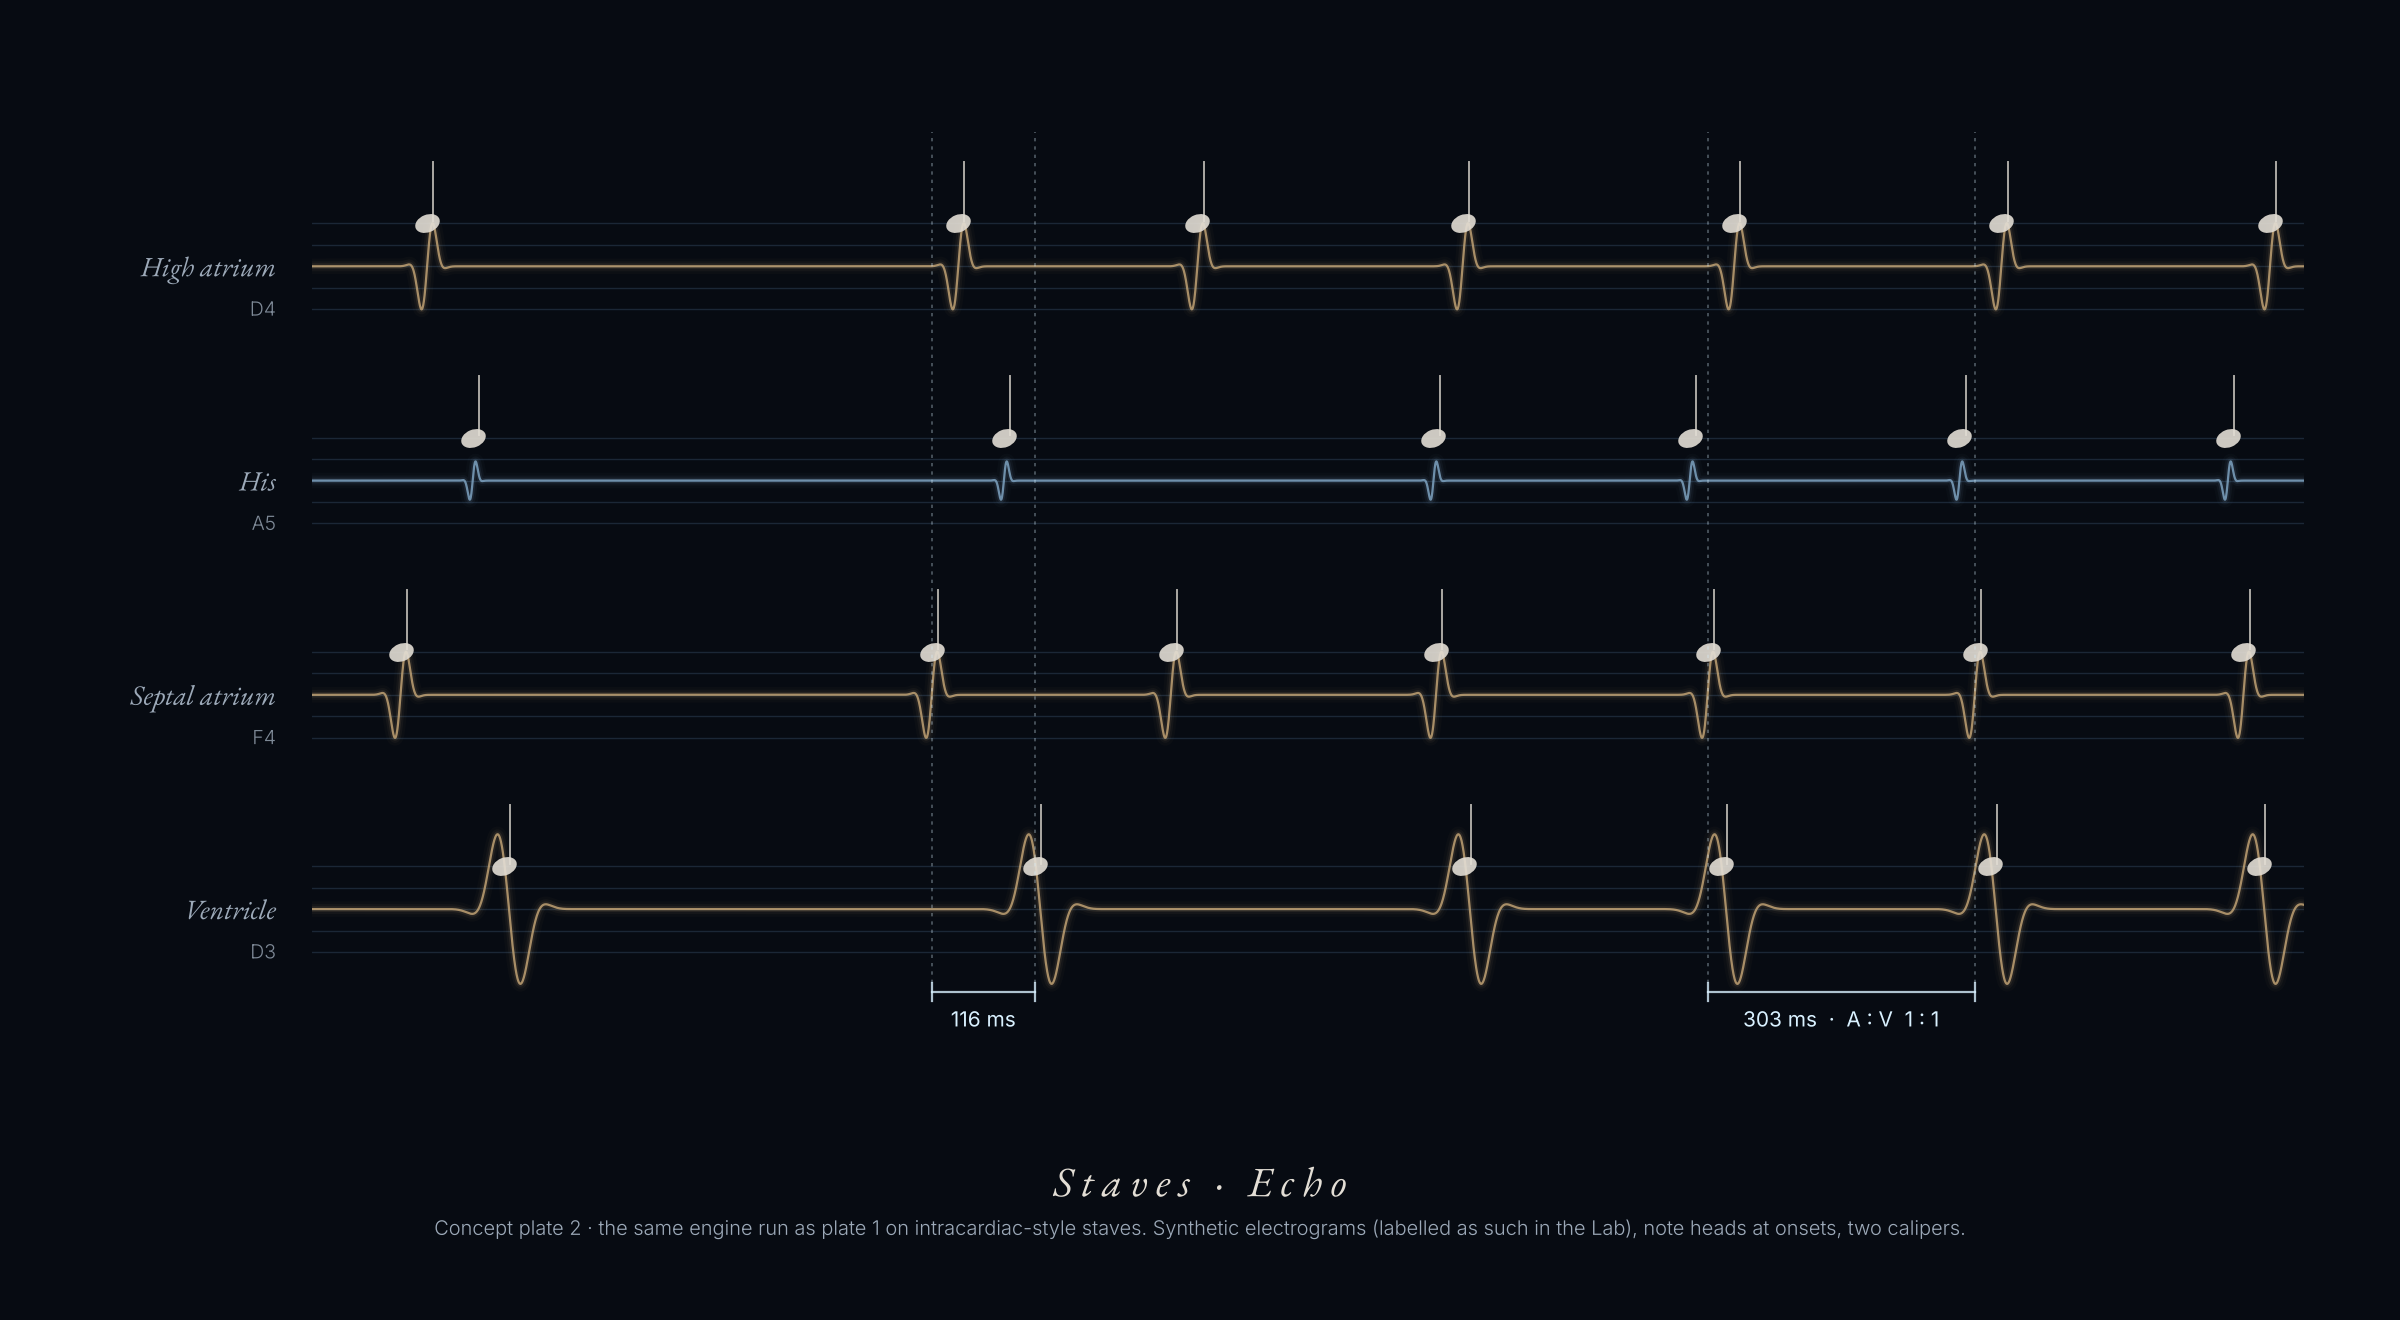 High atrium
D4
His
A5
Septal atrium
F4
Ventricle
D3
116 ms
303 ms · A : V 1 : 1
Staves · Echo
Concept plate 2 · the same engine run as plate 1 on intracardiac-style staves. Synthetic electrograms (labelled as such in the Lab), note heads at onsets, two calipers.